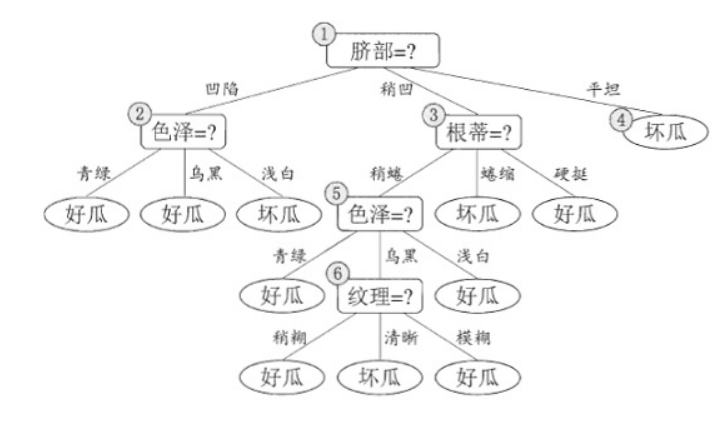 ①
脐部=?
凹陷 稍凹 平坦
② ③ ④
色泽=? 根蒂=? 坏瓜
青绿 乌黑 浅白 稍蜷 蜷缩 硬挺
⑤
好瓜 好瓜 坏瓜 色泽=? 坏瓜 好瓜
青绿 乌黑 浅白
⑥
好瓜 纹理=? 好瓜
稍糊 清晰 模糊
好瓜 坏瓜 好瓜